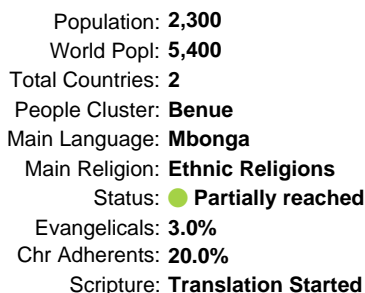 Population: 2,300
World Popl: 5,400
Total Countries: 2
People Cluster: Benue
Main Language: Mbonga
Main Religion: Ethnic Religions
Status: Partially reached
Evangelicals: 3.0%
Chr Adherents: 20.0%
Scripture: Translation Started